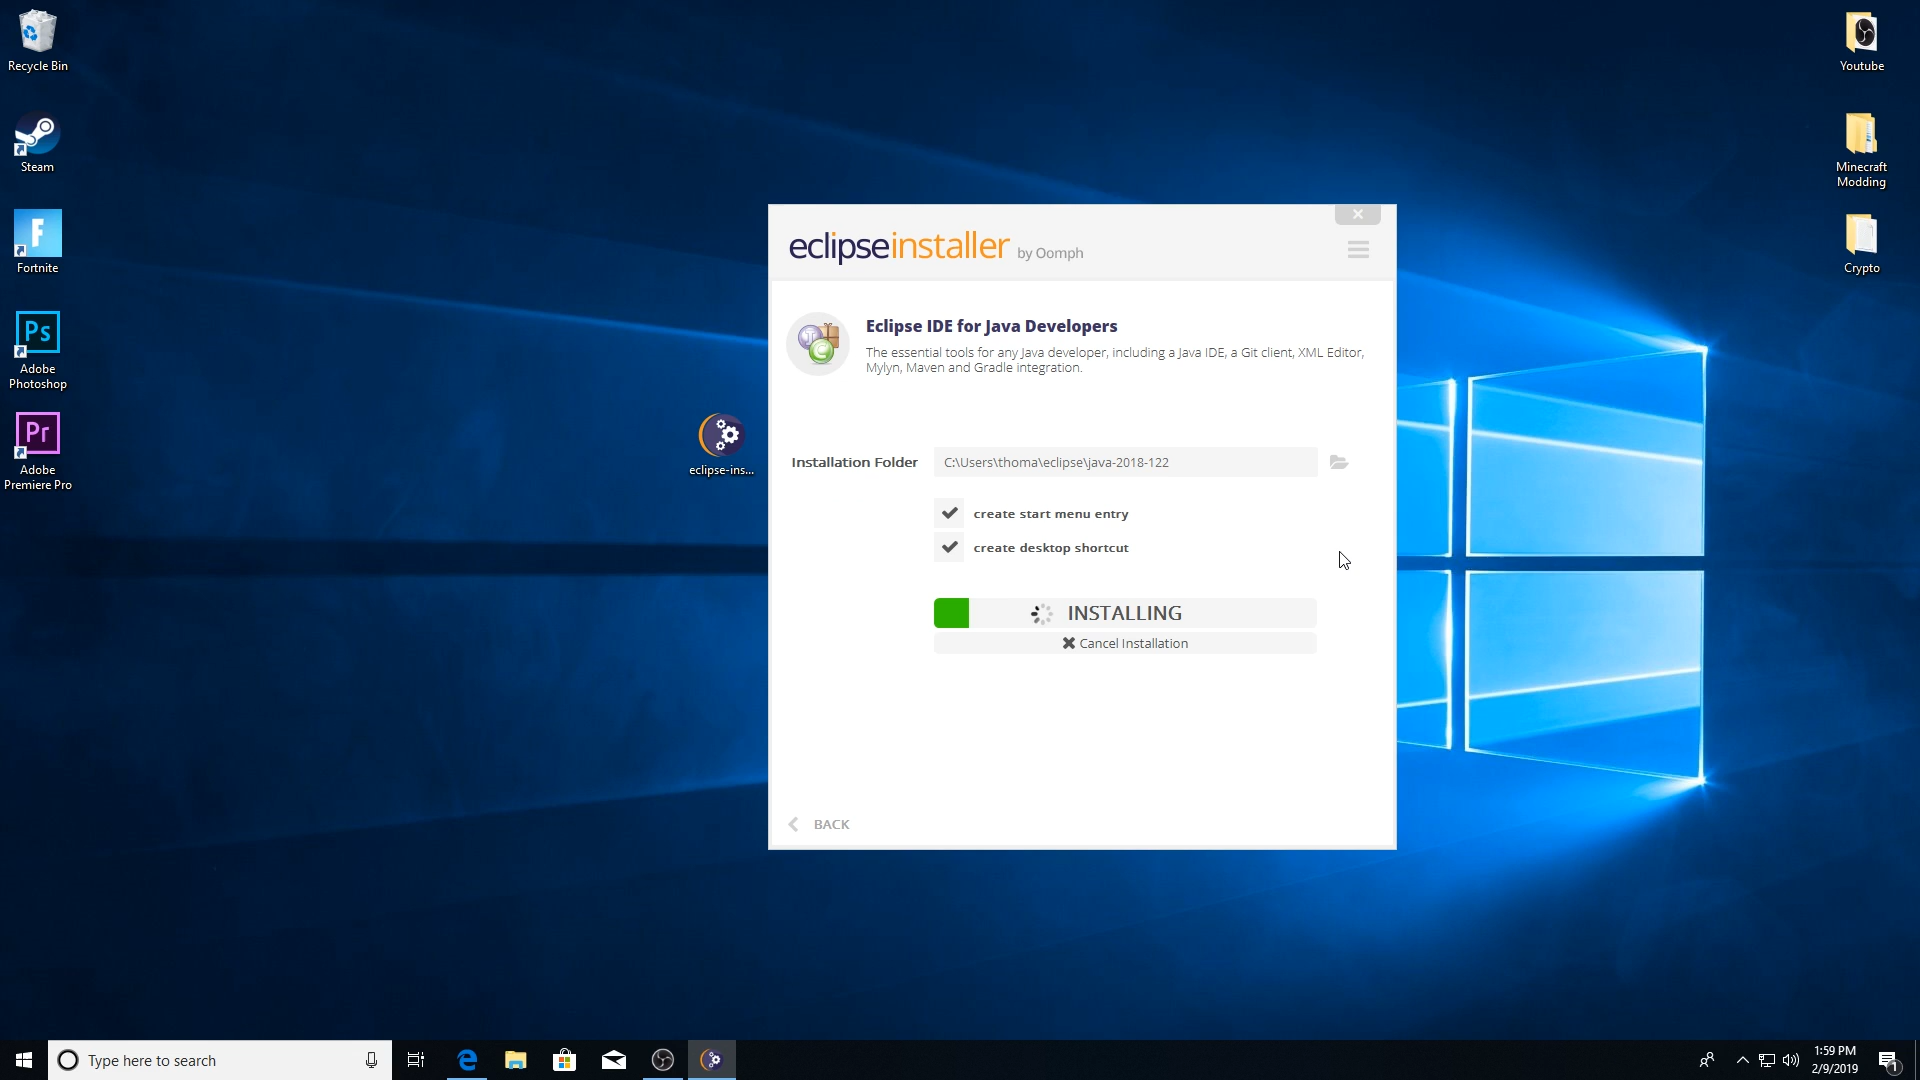 Recycle Bin
Steam
Fortnite
Ps
Adobe
Photoshop
Pr
Adobe
Premiere Pro
eclipse-ins...
Youtube
Minecraft
Modding
Crypto
eclipseinstaller by Oomph
Eclipse IDE for Java Developers
The essential tools for any Java developer, including a Java IDE, a Git client, XML Editor,
Mylyn, Maven and Gradle integration.
Installation Folder C:\Users\thoma\eclipse\java-2018-122
create start menu entry
create desktop shortcut
INSTALLING
Cancel Installation
BACK
Type here to search
1:59 PM
2/9/2019
1